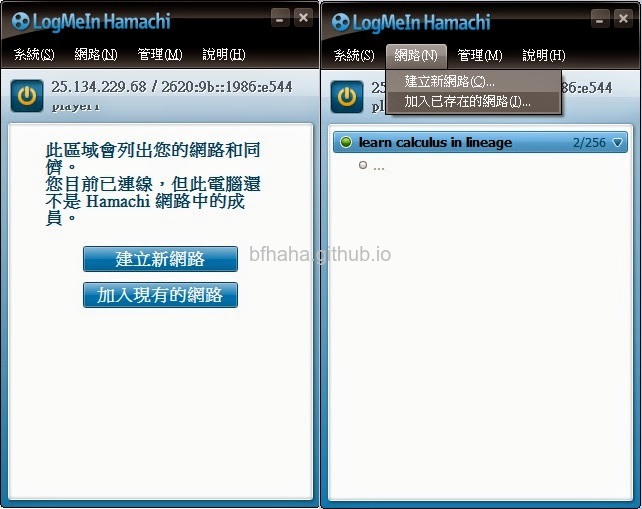 LogMeIn Hamachi
系統(S) 網路(N) 管理(M) 說明(H)
25.134.229.68 / 2620:9b::1986:e544
player1
此區域會列出您的網路和同
儕。
您目前已連線，但此電腦還
不是 Hamachi 網路中的成
員。
建立新網路
加入現有的網路
LogMeIn Hamachi
系統(S) 網路(N) 管理(M) 說明(H)
建立新網路(C)...
加入已存在的網路(J)...
learn calculus in lineage 2/256
...
bfhaha.github.io